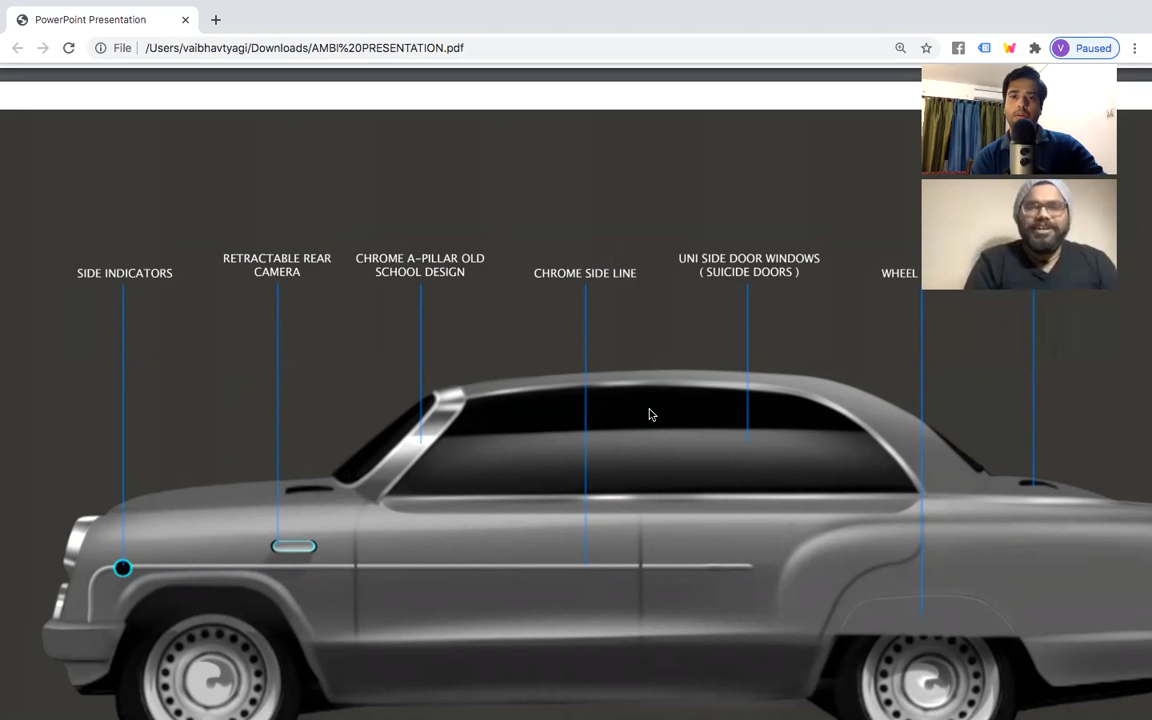 PowerPoint Presentation
File
/Users/vaibhavtyagi/Downloads/AMBI%20PRESENTATION.pdf
V
Paused
SIDE INDICATORS
RETRACTABLE REAR
CAMERA
CHROME A-PILLAR OLD
SCHOOL DESIGN
CHROME SIDE LINE
UNI SIDE DOOR WINDOWS
( SUICIDE DOORS )
WHEEL